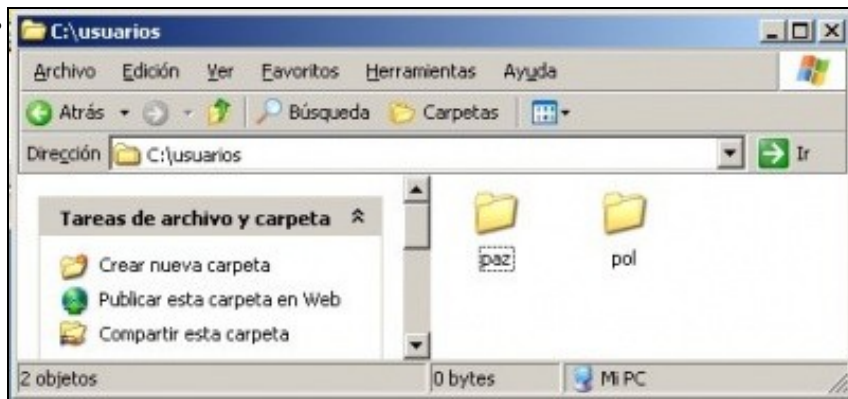 C:\usuarios
Archivo Edición Ver Favoritos Herramientas Ayuda
Atrás Búsqueda Carpetas
Dirección C:\usuarios Ir
Tareas de archivo y carpeta
Crear nueva carpeta
Publicar esta carpeta en Web
Compartir esta carpeta
paz pol
2 objetos 0 bytes Mi PC